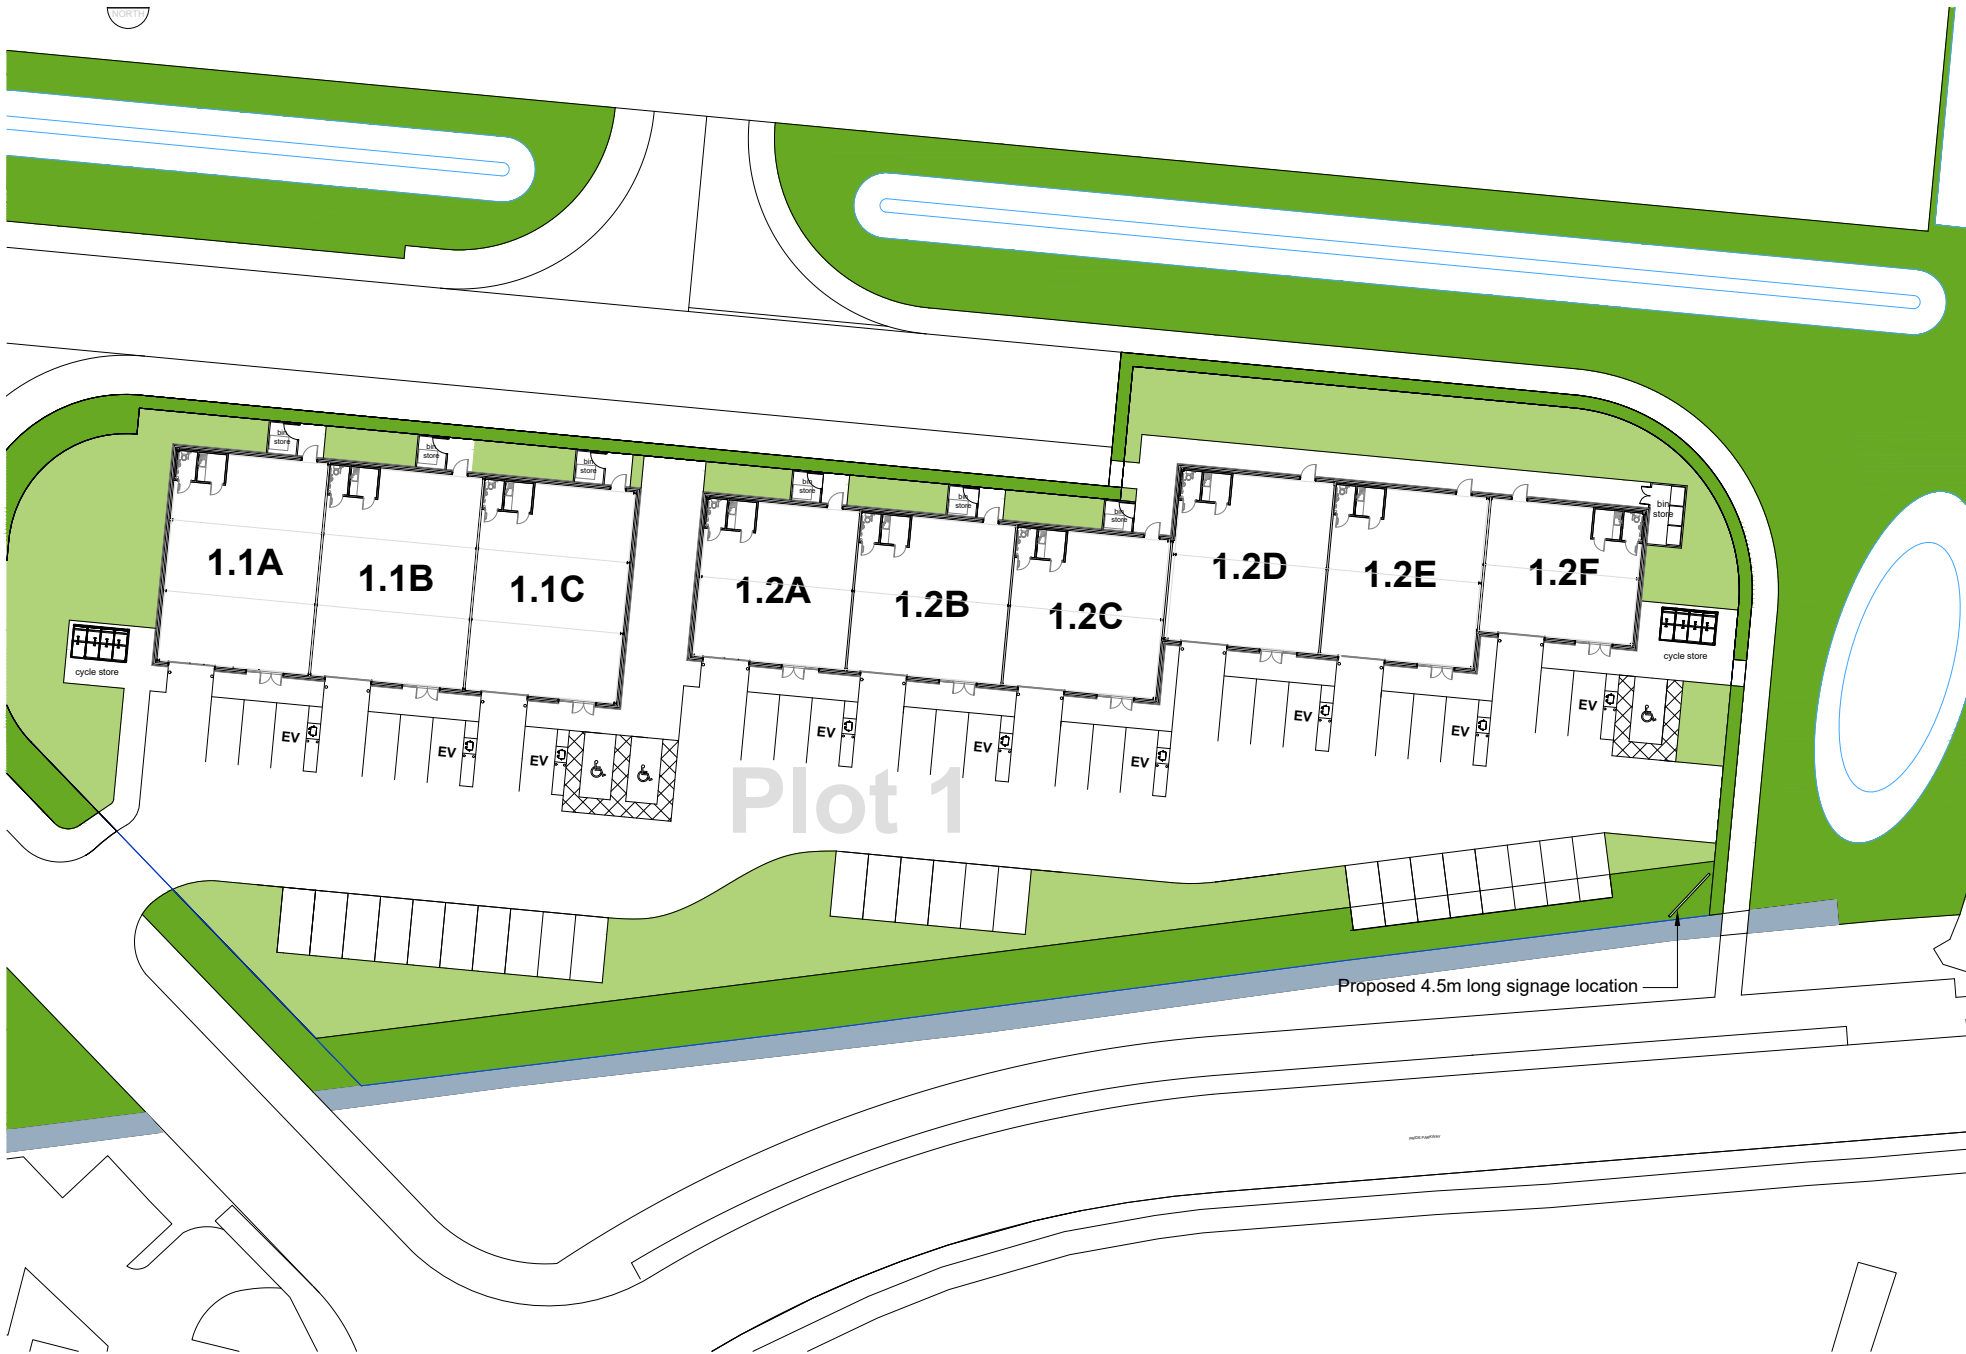 NORTH
bin
store
bin
store
bin
store
bin
store
bin
store
bin
store
bin
store
1.1A
1.1B
1.1C
1.2A
1.2B
1.2C
1.2D
1.2E
1.2F
cycle store
cycle store
EV
EV
EV
EV
EV
EV
EV
EV
EV
Plot 1
Proposed 4.5m long signage location